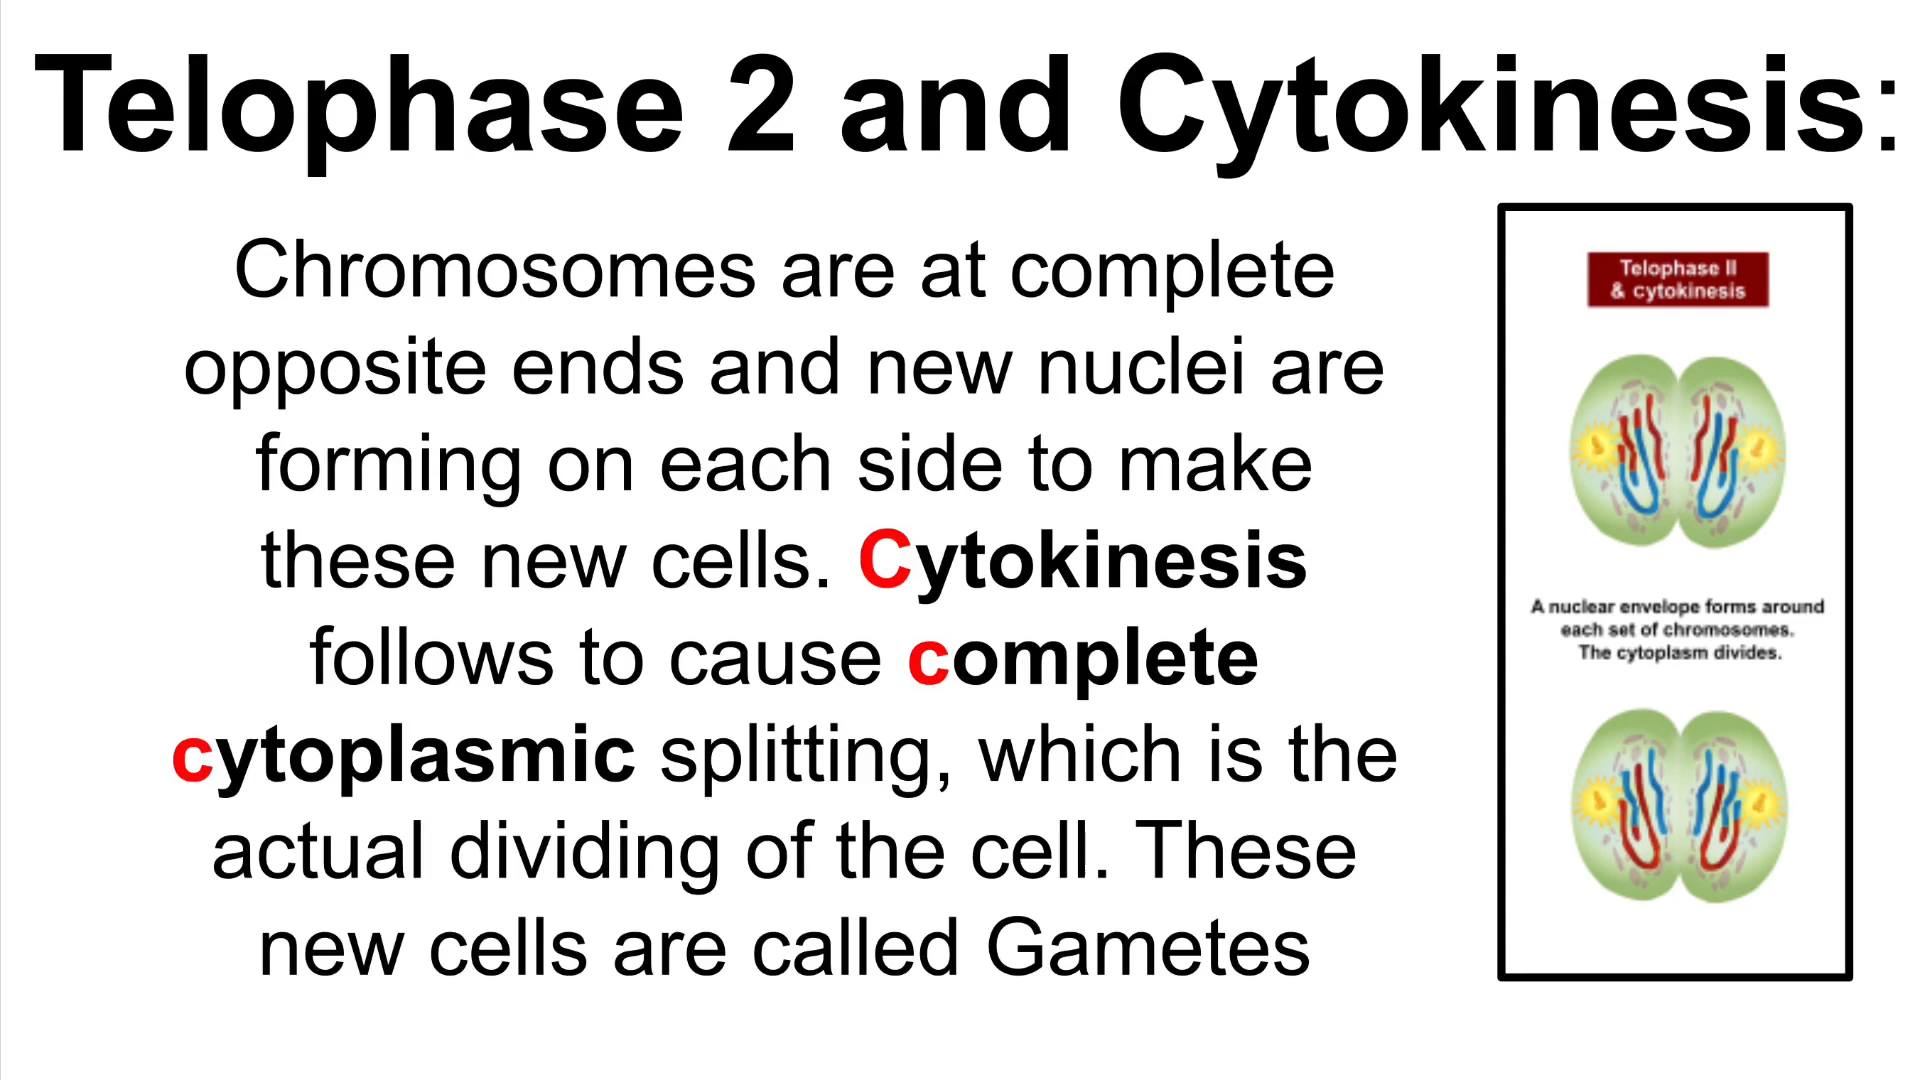 Telophase 2 and Cytokinesis:
Chromosomes are at complete
opposite ends and new nuclei are
forming on each side to make
these new cells. Cytokinesis
follows to cause complete
cytoplasmic splitting, which is the
actual dividing of the cell. These
new cells are called Gametes
Telophase II
& cytokinesis
A nuclear envelope forms around
each set of chromosomes.
The cytoplasm divides.